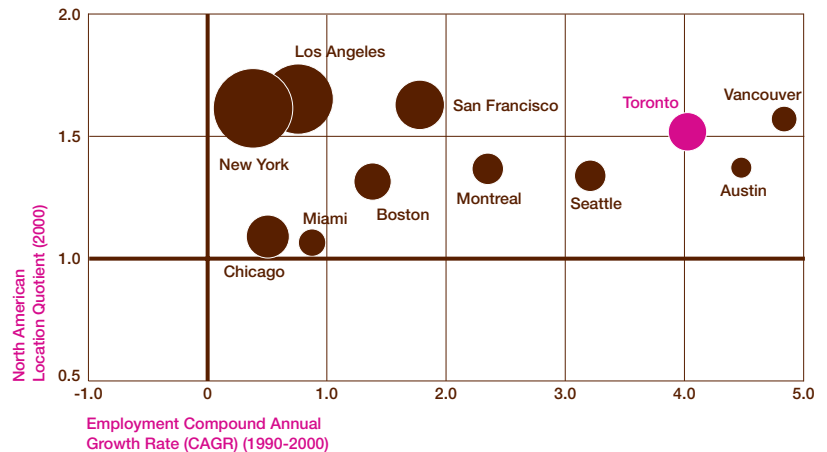 2.0
Los Angeles
Vancouver
Toronto
San Francisco
1.5
New York
Montreal
Seattle
Austin
Miami
Boston
Chicago
1.0
0.5
North American
Location Quotient (2000)
-1.0
0
1.0
2.0
3.0
4.0
5.0
Employment Compound Annual
Growth Rate (CAGR) (1990-2000)